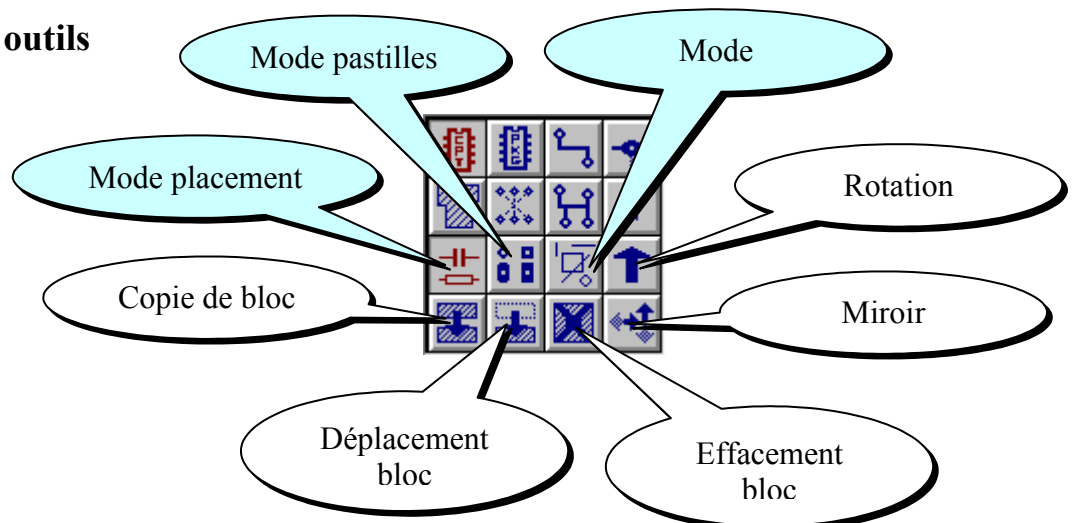 outils
Mode pastilles
Mode
Mode placement
Rotation
Copie de bloc
Miroir
Déplacement
bloc
Effacement
bloc